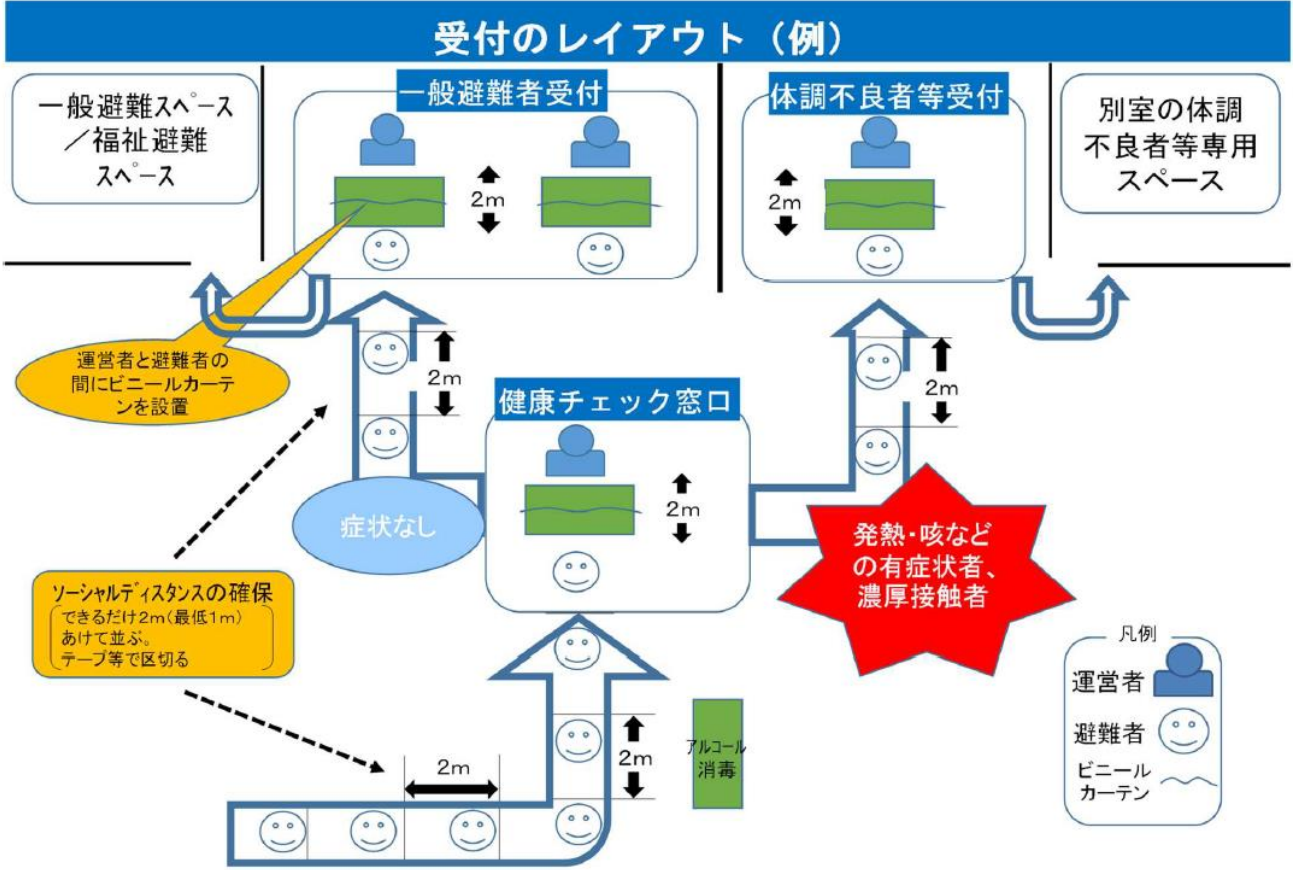 受付のレイアウト（例）
一般避難スペース
／福祉避難
スペース
一般避難者受付
2m
体調不良者等受付
2m
別室の体調
不良者等専用
スペース
運営者と避難者の
間にビニールカーテ
ンを設置
2m
2m
健康チェック窓口
2m
症状なし
発熱・咳など
の有症状者、
濃厚接触者
ソーシャルディスタンスの確保
できるだけ2m（最低1m）
あけて並ぶ。
テープ等で区切る
2m
2m
アルコール
消毒
凡例
運営者
避難者
ビニール
カーテン